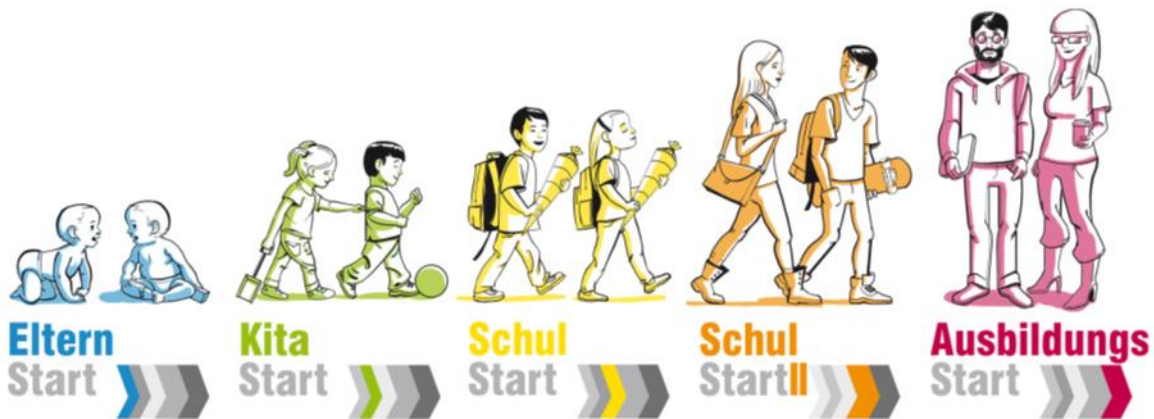 Eltern
Start
Kita
Start
Schul
Start
Schul
StartII
Ausbildungs
Start